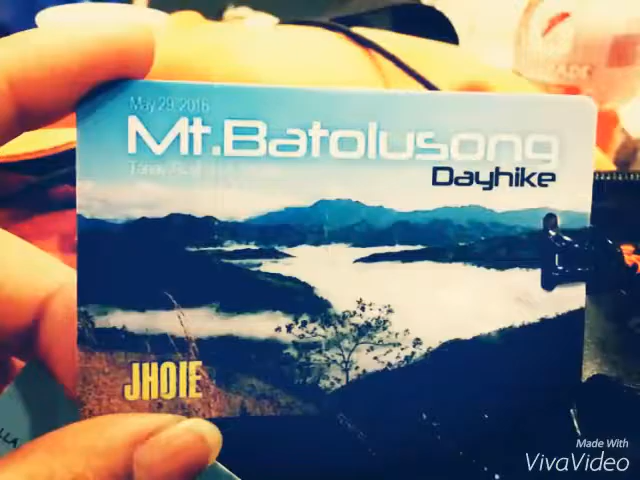 May 29, 2016
Mt.Batolusong
Dayhike
JHOIE
Made With
VivaVideo